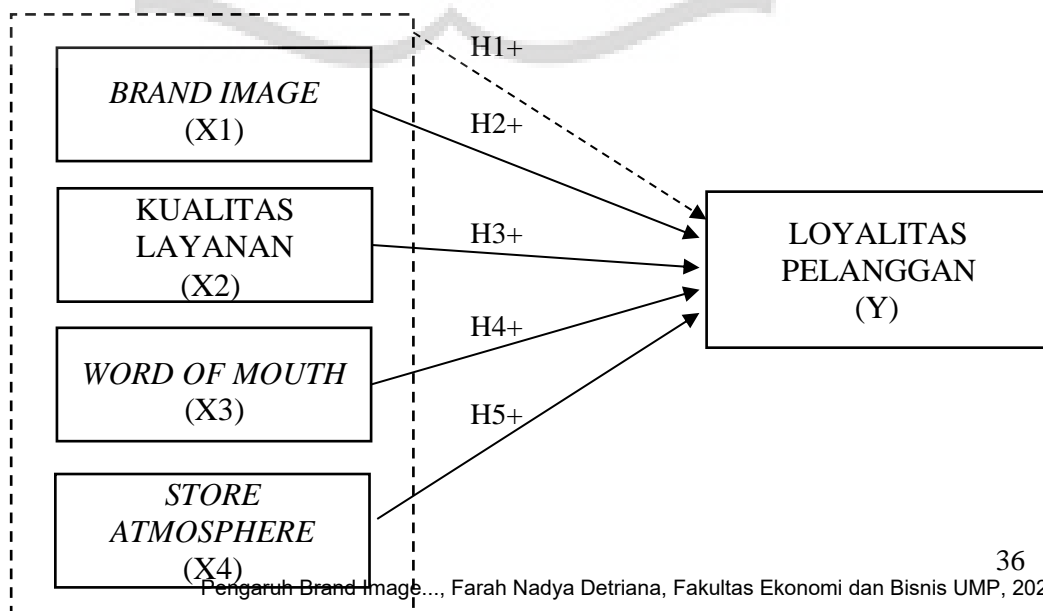 H1+
BRAND IMAGE
(X1)
H2+
KUALITAS
LAYANAN
(X2)
H3+
LOYALITAS
PELANGGAN
(Y)
WORD OF MOUTH
(X3)
H4+
H5+
STORE
ATMOSPHERE
(X4)
36
Pengaruh Brand Image..., Farah Nadya Detriana, Fakultas Ekonomi dan Bisnis UMP, 202